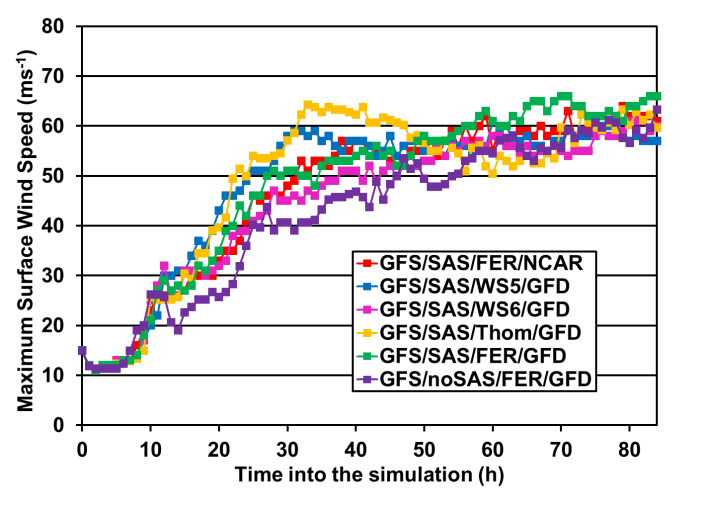 80
70
60
50
40
30
20
10
0
Maximum Surface Wind Speed (ms⁻¹)
GFS/SAS/FER/NCAR
GFS/SAS/WS5/GFD
GFS/SAS/WS6/GFD
GFS/SAS/Thom/GFD
GFS/SAS/FER/GFD
GFS/noSAS/FER/GFD
0 10 20 30 40 50 60 70 80
Time into the simulation (h)